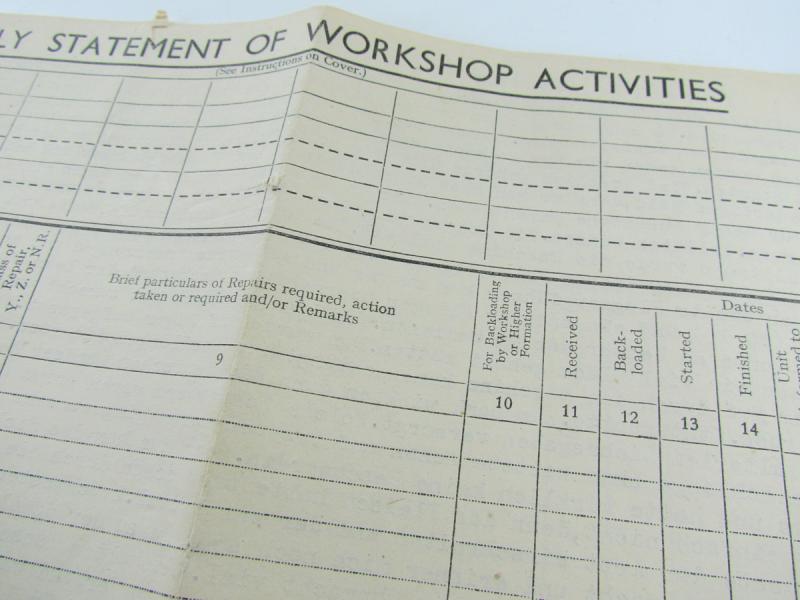 LY STATEMENT OF WORKSHOP ACTIVITIES
(See Instructions on Cover.)
ass of
Repair,
Y., Z. or N.R.
Brief particulars of Repairs required, action
taken or required and/or Remarks
9
For Backloading
by Workshop
or Higher
Formation
10
Dates
Received
11
Back-
loaded
12
Started
13
Finished
14
Unit